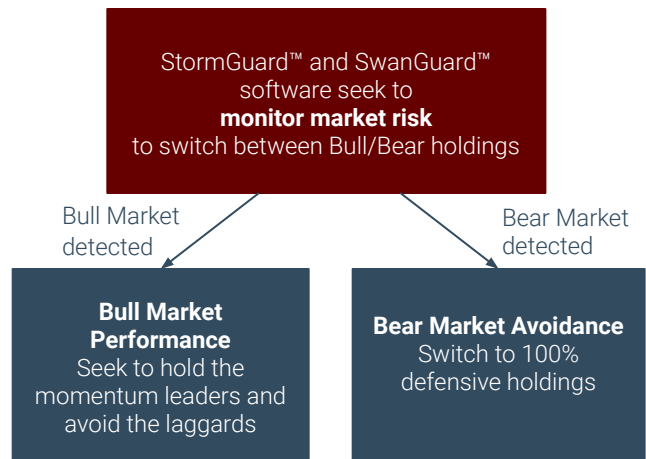 StormGuard™ and SwanGuard™
software seek to
monitor market risk
to switch between Bull/Bear holdings
Bull Market
detected
Bear Market
detected
Bull Market
Performance
Seek to hold the
momentum leaders and
avoid the laggards
Bear Market Avoidance
Switch to 100%
defensive holdings